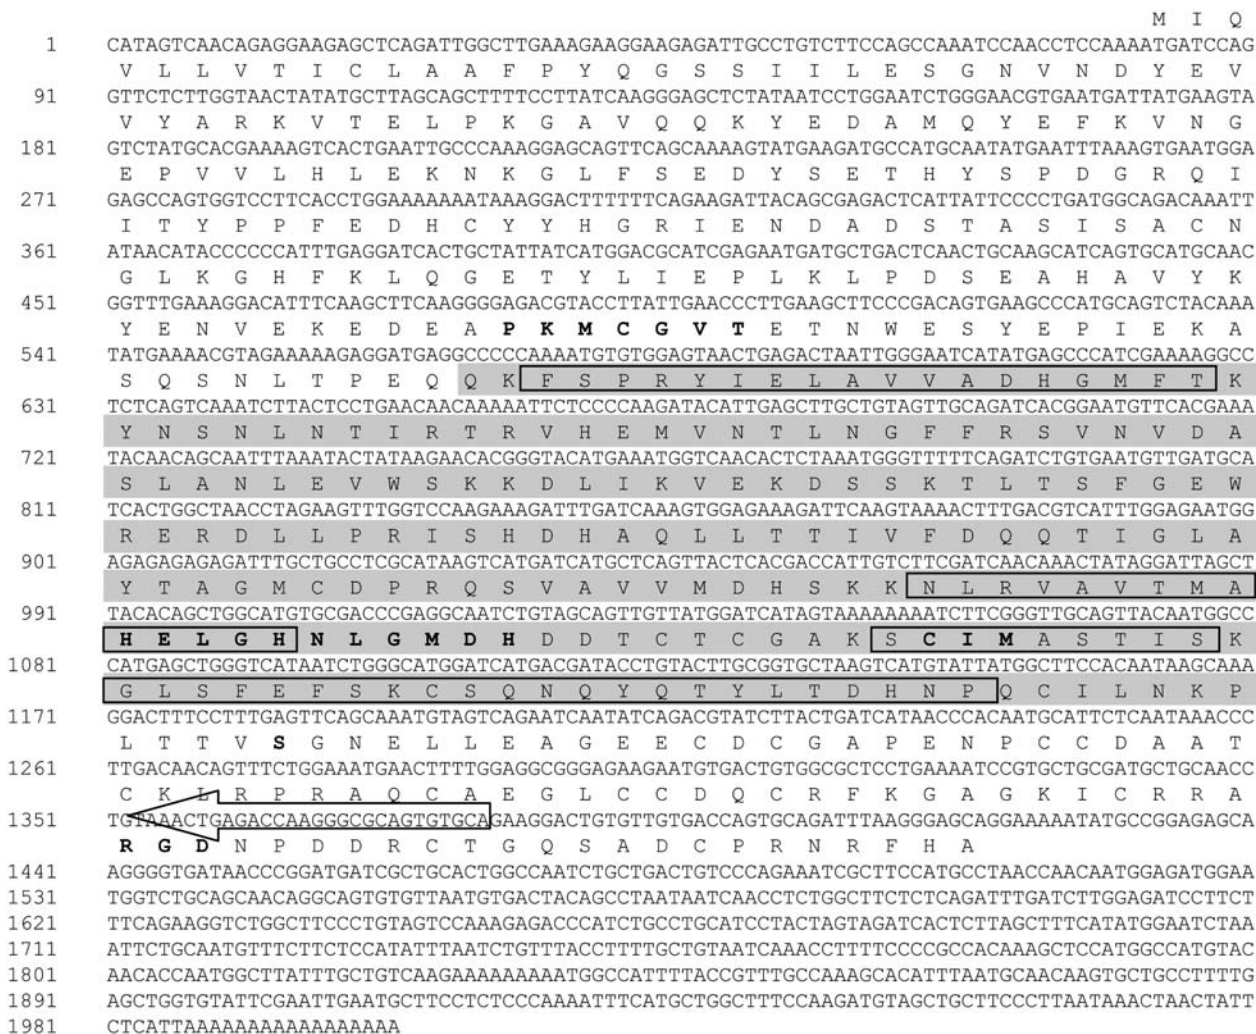 M I Q
1 CATAGTCAACAGAGGAAGAGCTCAGATTGGCTTGAAAGAAGGAAGAGATTGCCTGTCTTCCAGCCAAATCCAACCTCCAAAATGATCCAG
V L L V T I C L A A F P Y Q G S S I I L E S G N V N D Y E V
91 GTTCTCTTGGTAACTATATGCTTAGCAGCTTTTCCTTATCAAGGGAGCTCTATAATCCTGGAATCTGGGAACGTGAATGATTATGAAGTA
V Y A R K V T E L P K G A V Q Q K Y E D A M Q Y E F K V N G
181 GTCTATGCACGAAAAGTCACTGAATTGCCCAAAGGAGCAGTTCAGCAAAAGTATGAAGATGCCATGCAATATGAATTTAAAGTGAATGGA
E P V V L H L E K N K G L F S E D Y S E T H Y S P D G R Q I
271 GAGCCAGTGGTCCTTCACCTGGAAAAAAATAAAGGACTTTTTTCAGAAGATTACAGCGAGACTCATTATTCCCCTGATGGCAGACAAATT
I T Y P P F E D H C Y Y H G R I E N D A D S T A S I S A C N
361 ATAACATACCCCCCATTTGAGGATCACTGCTATTATCATGGACGCATCGAGAATGATGCTGACTCAACTGCAAGCATCAGTGCATGCAAC
G L K G H F K L Q G E T Y L I E P L K L P D S E A H A V Y K
451 GGTTTGAAAGGACATTTCAAGCTTCAAGGGGAGACGTACCTTATTGAACCCTTGAAGCTTCCCGACAGTGAAGCCCATGCAGTCTACAAA
Y E N V E K E D E A P K M C G V T E T N W E S Y E P I E K A
541 TATGAAAACGTAGAAAAAGAGGATGAGGCCCCCAAAATGTGTGGAGTAACTGAGACTAATTGGGAATCATATGAGCCCATCGAAAAGGCC
S Q S N L T P E Q Q K F S P R Y I E L A V V A D H G M F T K
631 TCTCAGTCAAATCTTACTCCTGAACAACAAAAATTCTCCCCAAGATACATTGAGCTTGCTGTAGTTGCAGATCACGGAATGTTCACGAAA
Y N S N L N T I R T R V H E M V N T L N G F F R S V N V D A
721 TACAACAGCAATTTAAATACTATAAGAACACGGGTACATGAAATGGTCAACACTCTAAATGGGTTTTTCAGATCTGTGAATGTTGATGCA
S L A N L E V W S K K D L I K V E K D S S K T L T S F G E W
811 TCACTGGCTAACCTAGAAGTTTGGTCCAAGAAAGATTTGATCAAAGTGGAGAAAGATTCAAGTAAAACTTTGACGTCATTTGGAGAATGG
R E R D L L P R I S H D H A Q L L T T I V F D Q Q T I G L A
901 AGAGAGAGAGATTTGCTGCCTCGCATAAGTCATGATCATGCTCAGTTACTCACGACCATTGTCTTCGATCAACAAACTATAGGATTAGCT
Y T A G M C D P R Q S V A V V M D H S K K N L R V A V T M A
991 TACACAGCTGGCATGTGCGACCCGAGGCAATCTGTAGCAGTTGTTATGGATCATAGTAAAAAAAATCTTCGGGTTGCAGTTACAATGGCC
H E L G H N L G M D H D D T C T C G A K S C I M A S T I S K
1081 CATGAGCTGGGTCATAATCTGGGCATGGATCATGACGATACCTGTACTTGCGGTGCTAAGTCATGTATTATGGCTTCCACAATAAGCAAA
G L S F E F S K C S Q N Q Y Q T Y L T D H N P Q C I L N K P
1171 GGACTTTCCTTTGAGTTCAGCAAATGTAGTCAGAATCAATATCAGACGTATCTTACTGATCATAACCCACAATGCATTCTCAATAAACCC
L T T V S G N E L L E A G E E C D C G A P E N P C C D A A T
1261 TTGACAACAGTTTCTGGAAATGAACTTTTGGAGGCGGGAGAAGAATGTGACTGTGGCGCTCCTGAAAATCCGTGCTGCGATGCTGCAACC
C K L R P R A Q C A E G L C C D Q C R F K G A G K I C R R A
1351 TGTAAACTGAGACCAAGGGCGCAGTGTGCAGAAGGACTGTGTTGTGACCAGTGCAGATTTAAGGGAGCAGGAAAAATATGCCGGAGAGCA
R G D N P D D R C T G Q S A D C P R N R F H A
1441 AGGGGTGATAACCCGGATGATCGCTGCACTGGCCAATCTGCTGACTGTCCCAGAAATCGCTTCCATGCCTAACCAACAATGGAGATGGAA
1531 TGGTCTGCAGCAACAGGCAGTGTGTTAATGTGACTACAGCCTAATAATCAACCTCTGGCTTCTCTCAGATTTGATCTTGGAGATCCTTCT
1621 TTCAGAAGGTCTGGCTTCCCTGTAGTCCAAAGAGACCCATCTGCCTGCATCCTACTAGTAGATCACTCTTAGCTTTCATATGGAATCTAA
1711 ATTCTGCAATGTTTCTTCTCCATATTTAATCTGTTTACCTTTTGCTGTAATCAAACCTTTTCCCCGCCACAAAGCTCCATGGCCATGTAC
1801 AACACCAATGGCTTATTTGCTGTCAAGAAAAAAAAATGGCCATTTTACCGTTTGCCAAAGCACATTTAATGCAACAAGTGCTGCCTTTTG
1891 AGCTGGTGTATTCGAATTGAATGCTTCCTCTCCCAAAATTTCATGCTGGCTTTCCAAGATGTAGCTGCTTCCCTTAATAAACTAACTATT
1981 CTCATTAAAAAAAAAAAAAAAAA